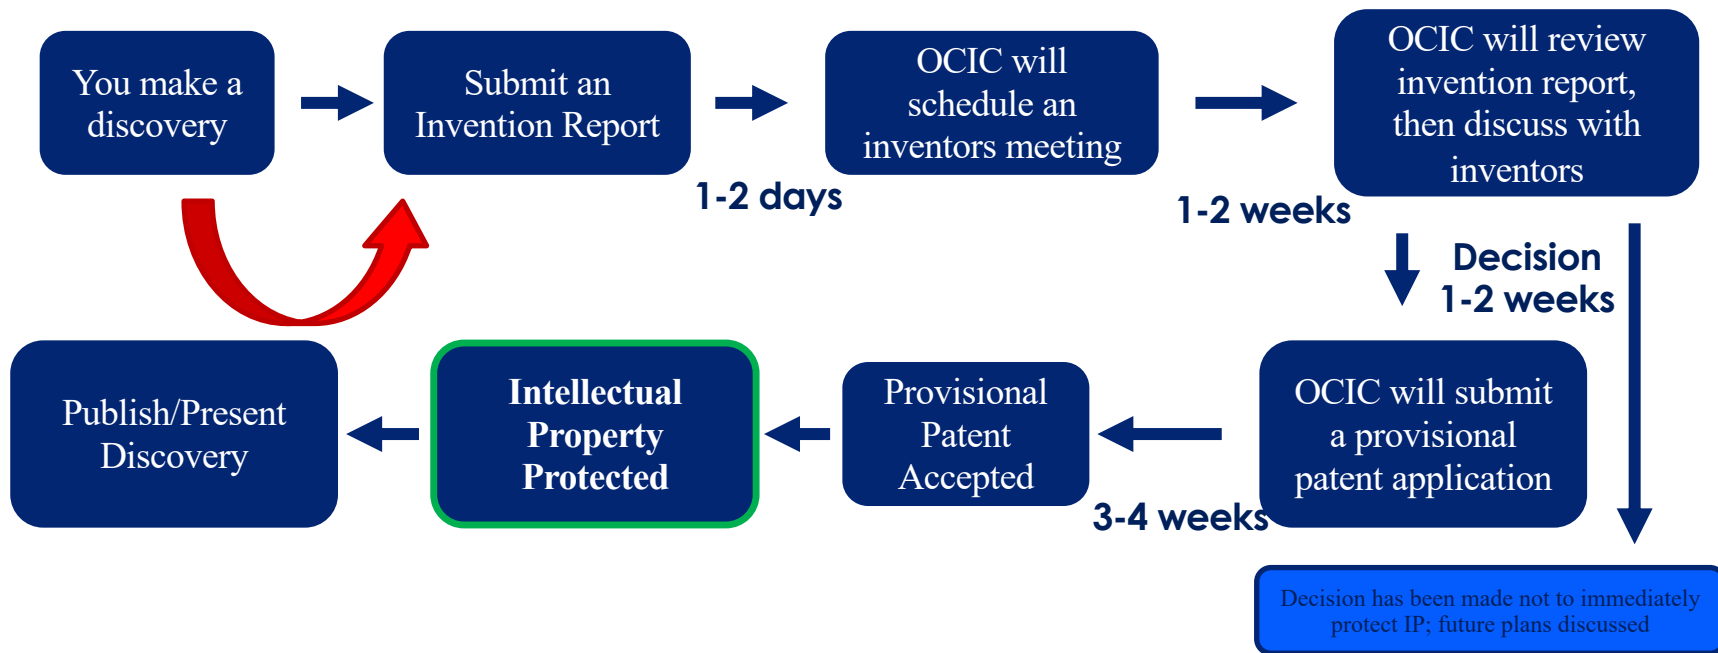 You make a
discovery
Submit an
Invention Report
1-2 days
OCIC will
schedule an
inventors meeting
1-2 weeks
OCIC will review
invention report,
then discuss with
inventors
Decision
1-2 weeks
OCIC will submit
a provisional
patent application
3-4 weeks
Provisional
Patent
Accepted
Intellectual
Property
Protected
Publish/Present
Discovery
Decision has been made not to immediately
protect IP; future plans discussed